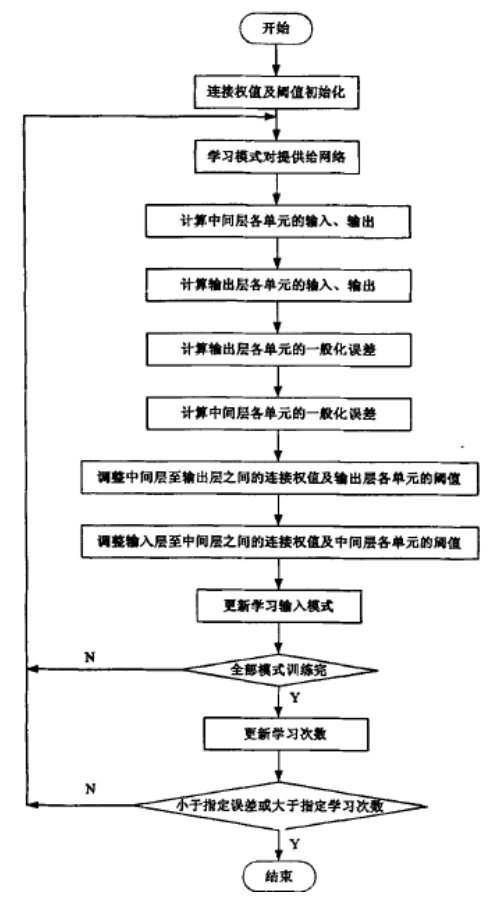 开始
连接权值及阈值初始化
学习模式对提供给网络
计算中间层各单元的输入、输出
计算输出层各单元的输入、输出
计算输出层各单元的一般化误差
计算中间层各单元的一般化误差
调整中间层至输出层之间的连接权值及输出层各单元的阈值
调整输入层至中间层之间的连接权值及中间层各单元的阈值
更新学习输入模式
N
全部模式训练完
Y
更新学习次数
N
小于指定误差或大于指定学习次数
Y
结束